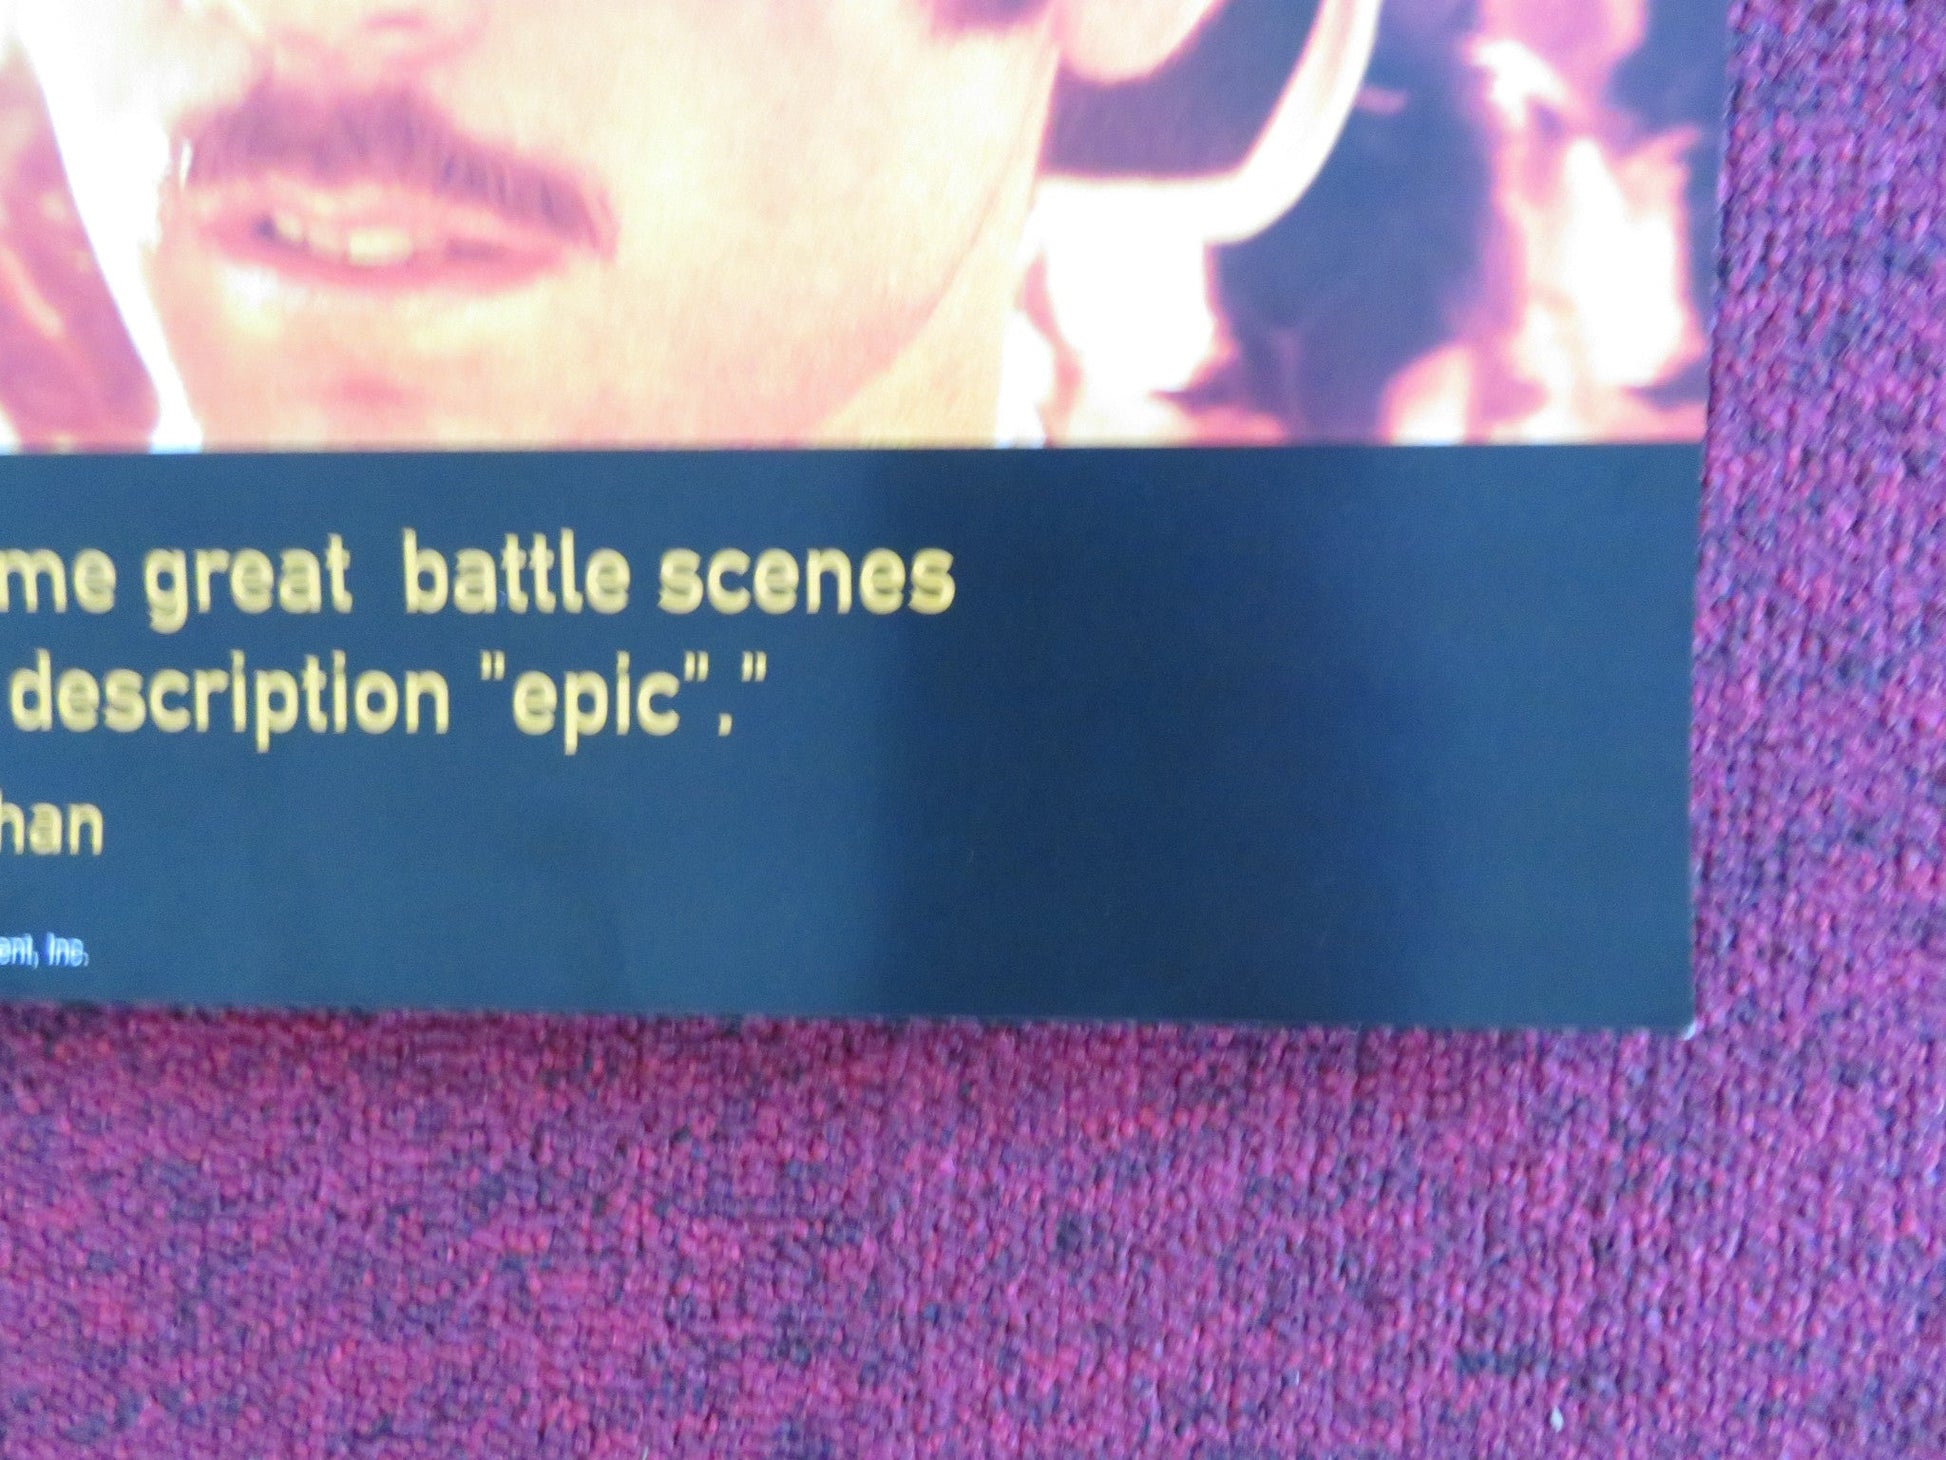 me great battle scenes
description "epic"."
han
ent, Inc.